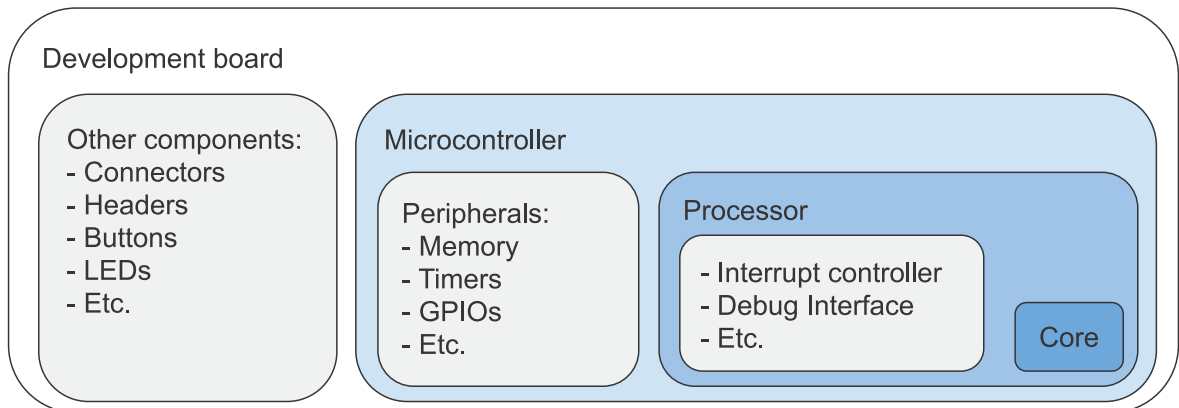 Development board
Other components:
- Connectors
- Headers
- Buttons
- LEDs
- Etc.
Microcontroller
Peripherals:
- Memory
- Timers
- GPIOs
- Etc.
Processor
- Interrupt controller
- Debug Interface
- Etc.
Core